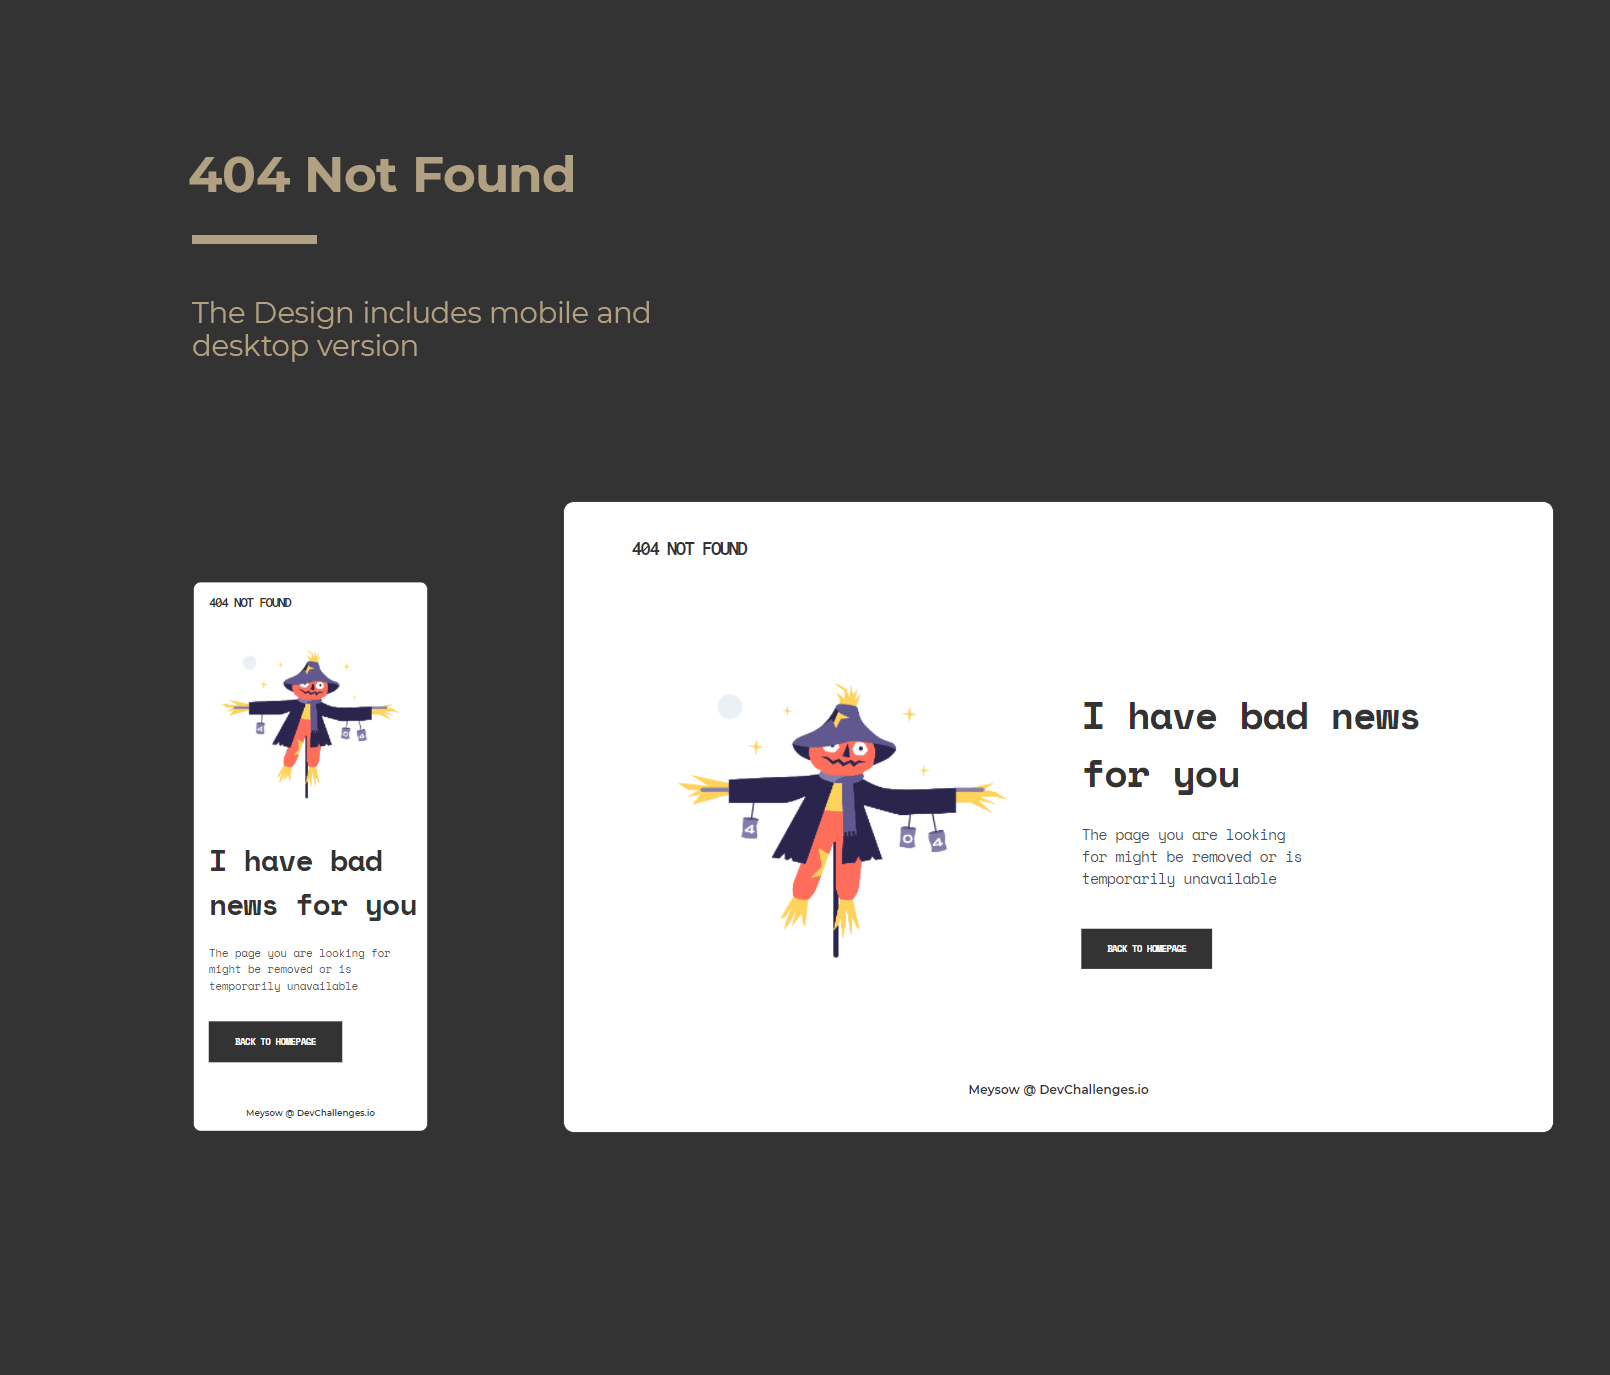 404 Not Found
The Design includes mobile and
desktop version
404 NOT FOUND
4
0
4
I have bad
news for you
The page you are looking for
might be removed or is
temporarily unavailable
BACK TO HOMEPAGE
Meysow @ DevChallenges.io
404 NOT FOUND
4
0
4
I have bad news
for you
The page you are looking
for might be removed or is
temporarily unavailable
BACK TO HOMEPAGE
Meysow @ DevChallenges.io